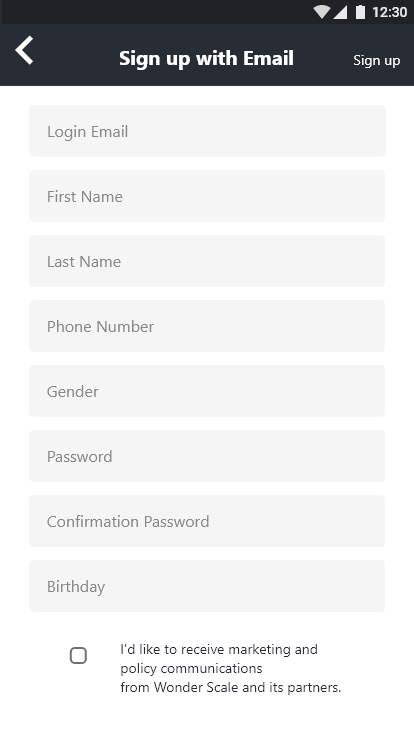 12:30
Sign up with Email
Sign up
Login Email
First Name
Last Name
Phone Number
Gender
Password
Confirmation Password
Birthday
I'd like to receive marketing and
policy communications
from Wonder Scale and its partners.